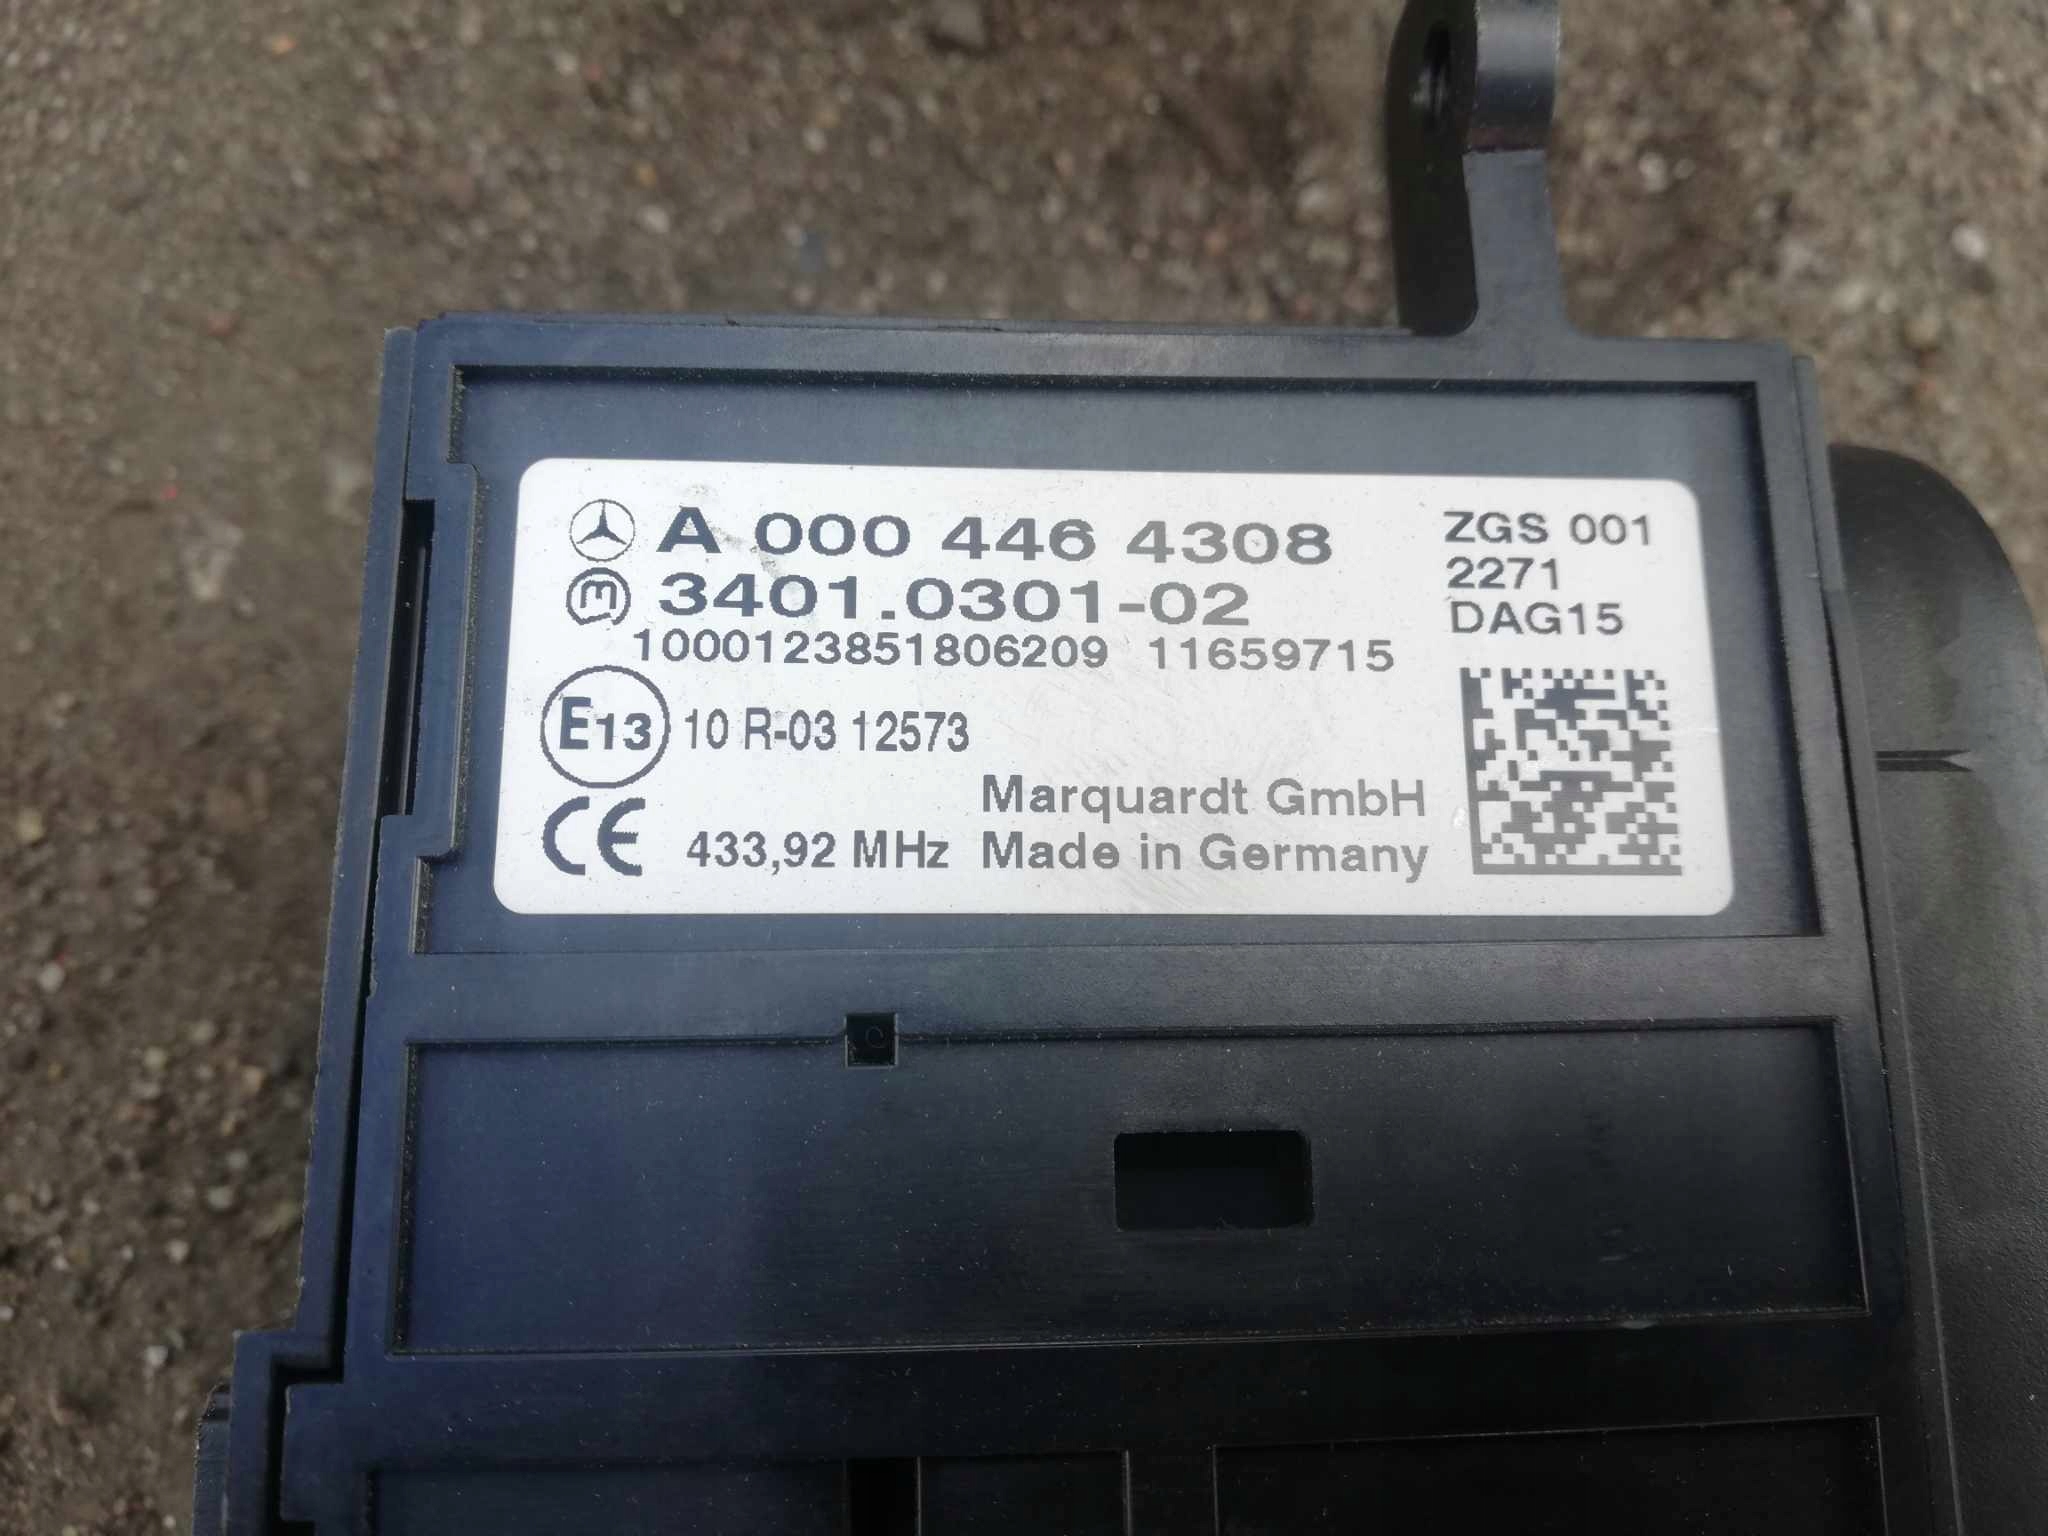 A 000 446 4308
3401.0301-02
1000123851806209 11659715
ZGS 001
2271
DAG15
E13 10 R-03 12573
CE 433,92 MHz
Marquardt GmbH
Made in Germany
C